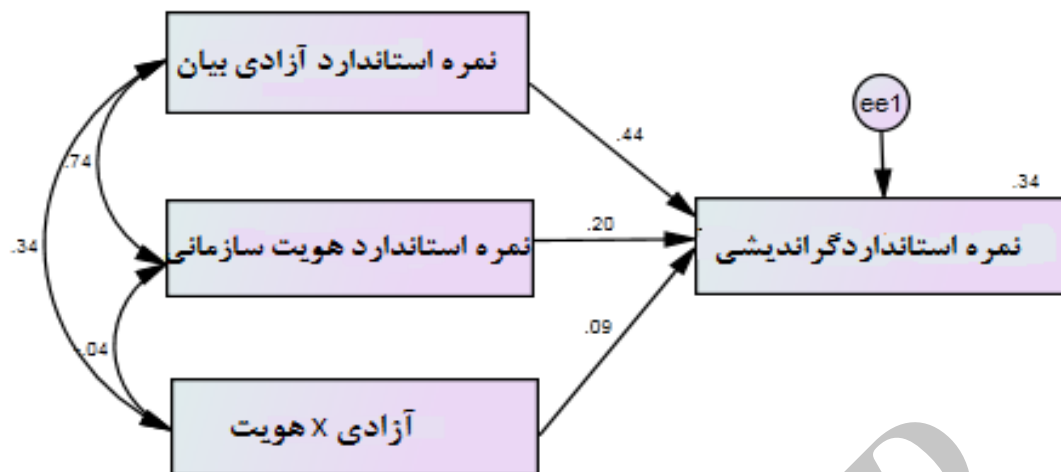 نمره استاندارد آزادی بیان
ee1
.44
.74
.34
نمره استاندارد هویت سازمانی
.20
نمره استانداردگراندیشی
.34
.09
-.04
آزادی x هویت